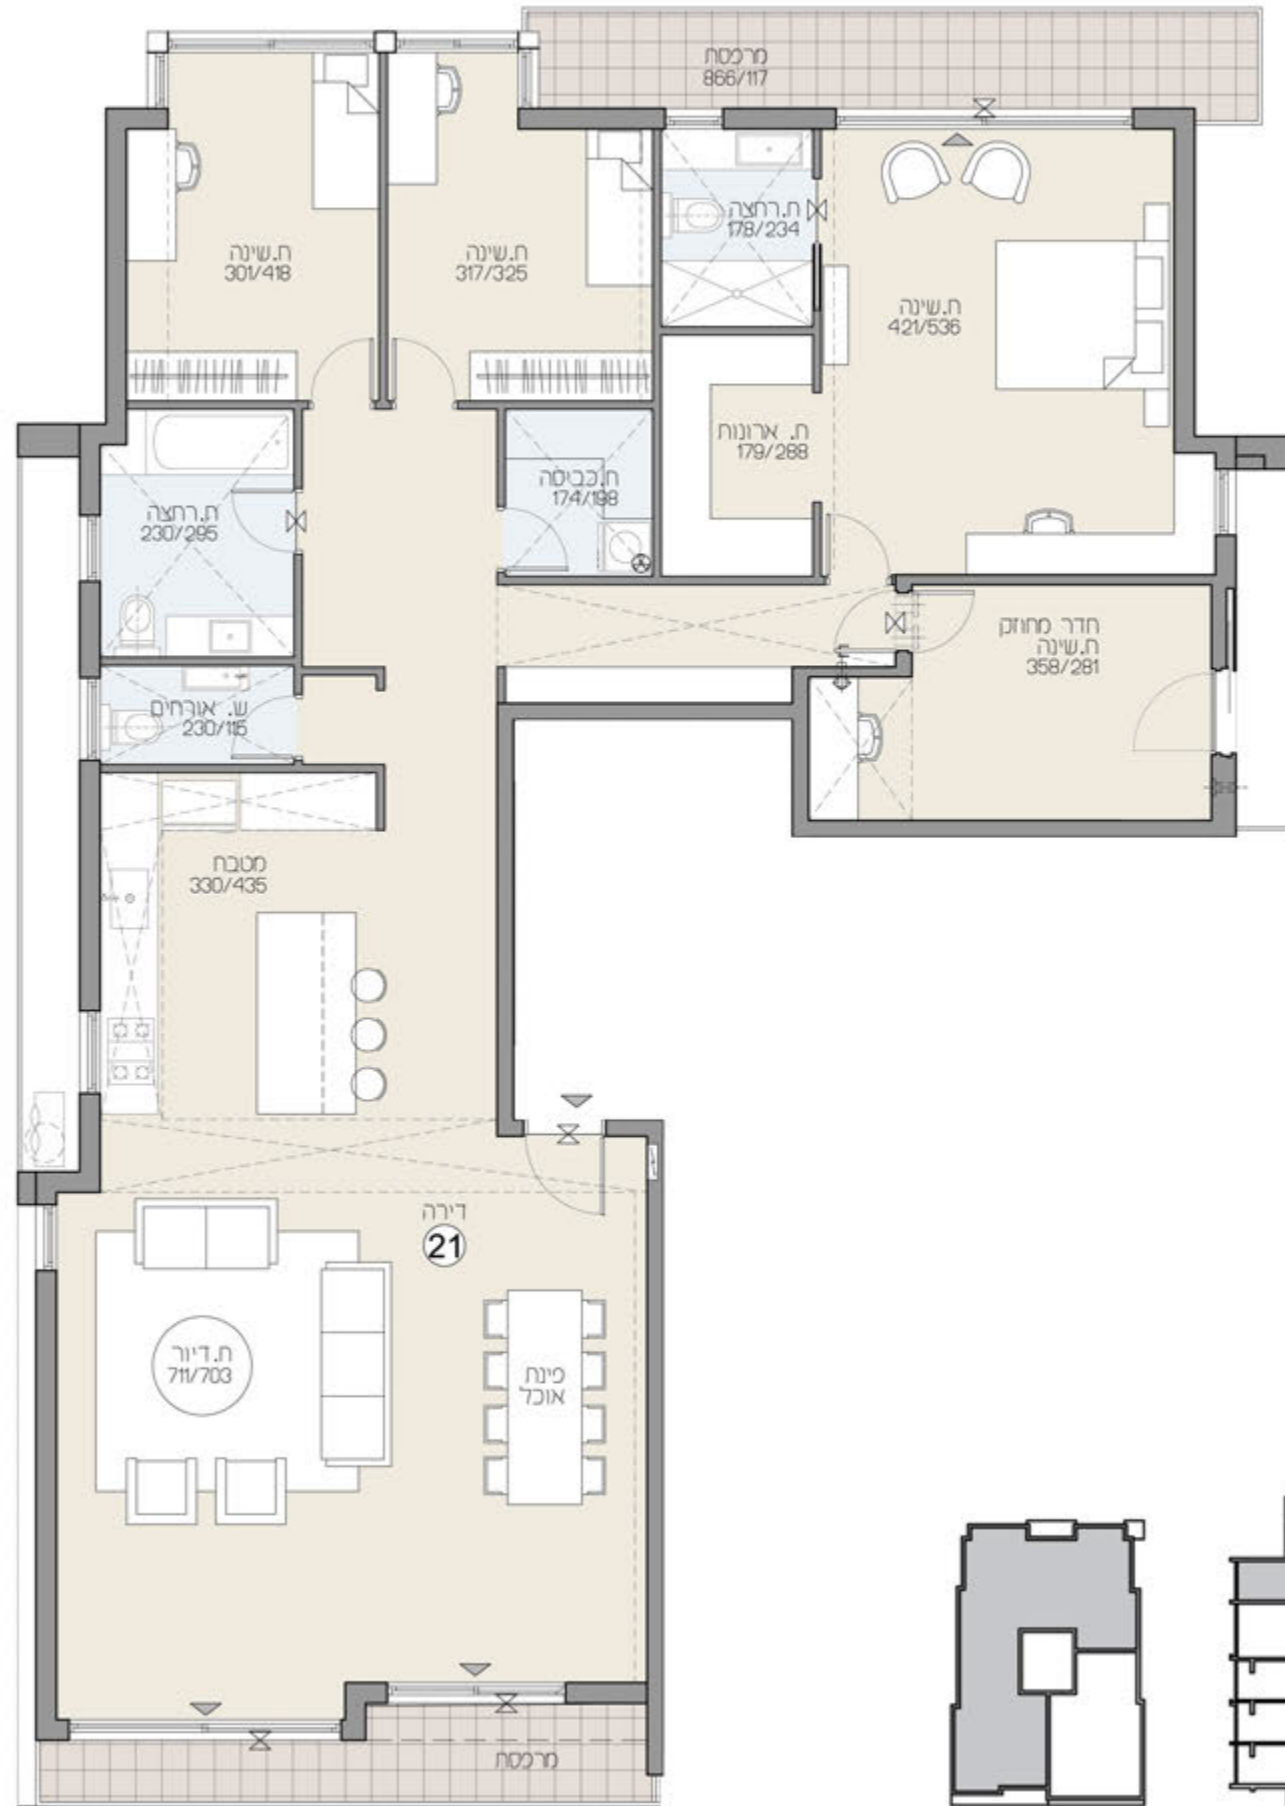 מרפסת
866/117
ח.שינה
301/418
ח.שינה
317/325
ח.רחצה
178/234
ח.שינה
421/536
ח. ארונות
179/288
ח.כביסה
174/198
ח.רחצה
230/295
חדר מחוזק
ח.שינה
358/281
ש. אורחים
230/115
מטבח
330/435
דירה
21
ח.דיור
711/703
פינת
אוכל
מרפסת